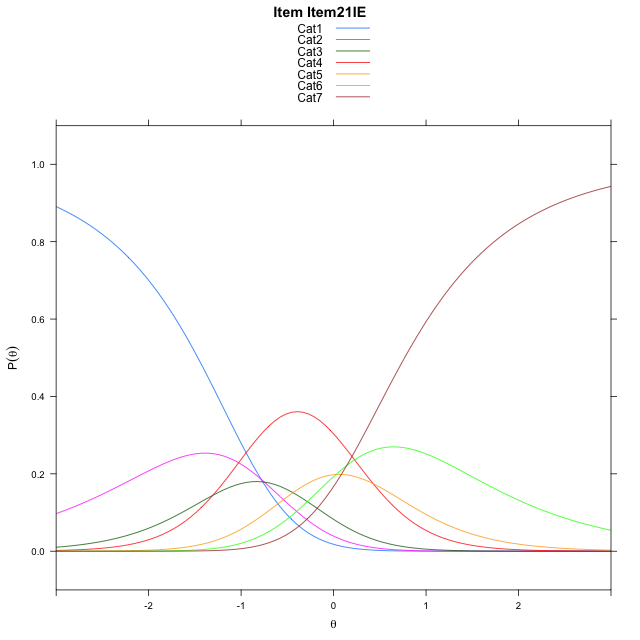 Item Item21IE
Cat1
Cat2
Cat3
Cat4
Cat5
Cat6
Cat7
1.0
0.8
0.6
0.4
0.2
0.0
P(θ)
-2 -1 0 1 2
θ